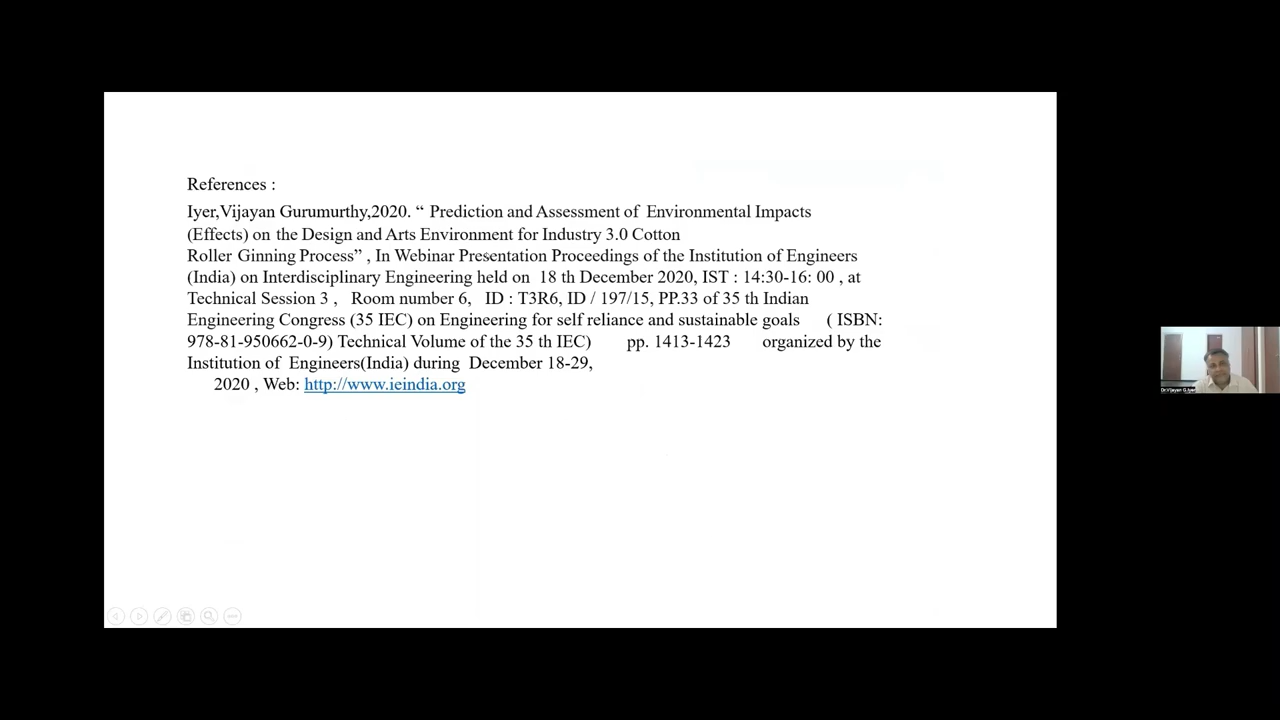 References :
Iyer,Vijayan Gurumurthy,2020. “ Prediction and Assessment of Environmental Impacts
(Effects) on the Design and Arts Environment for Industry 3.0 Cotton
Roller Ginning Process” , In Webinar Presentation Proceedings of the Institution of Engineers
(India) on Interdisciplinary Engineering held on 18 th December 2020, IST : 14:30-16: 00 , at
Technical Session 3 , Room number 6, ID : T3R6, ID / 197/15, PP.33 of 35 th Indian
Engineering Congress (35 IEC) on Engineering for self reliance and sustainable goals ( ISBN:
978-81-950662-0-9) Technical Volume of the 35 th IEC) pp. 1413-1423 organized by the
Institution of Engineers(India) during December 18-29,
2020 , Web: http://www.ieindia.org
Dr.Vijayan G.Iyer